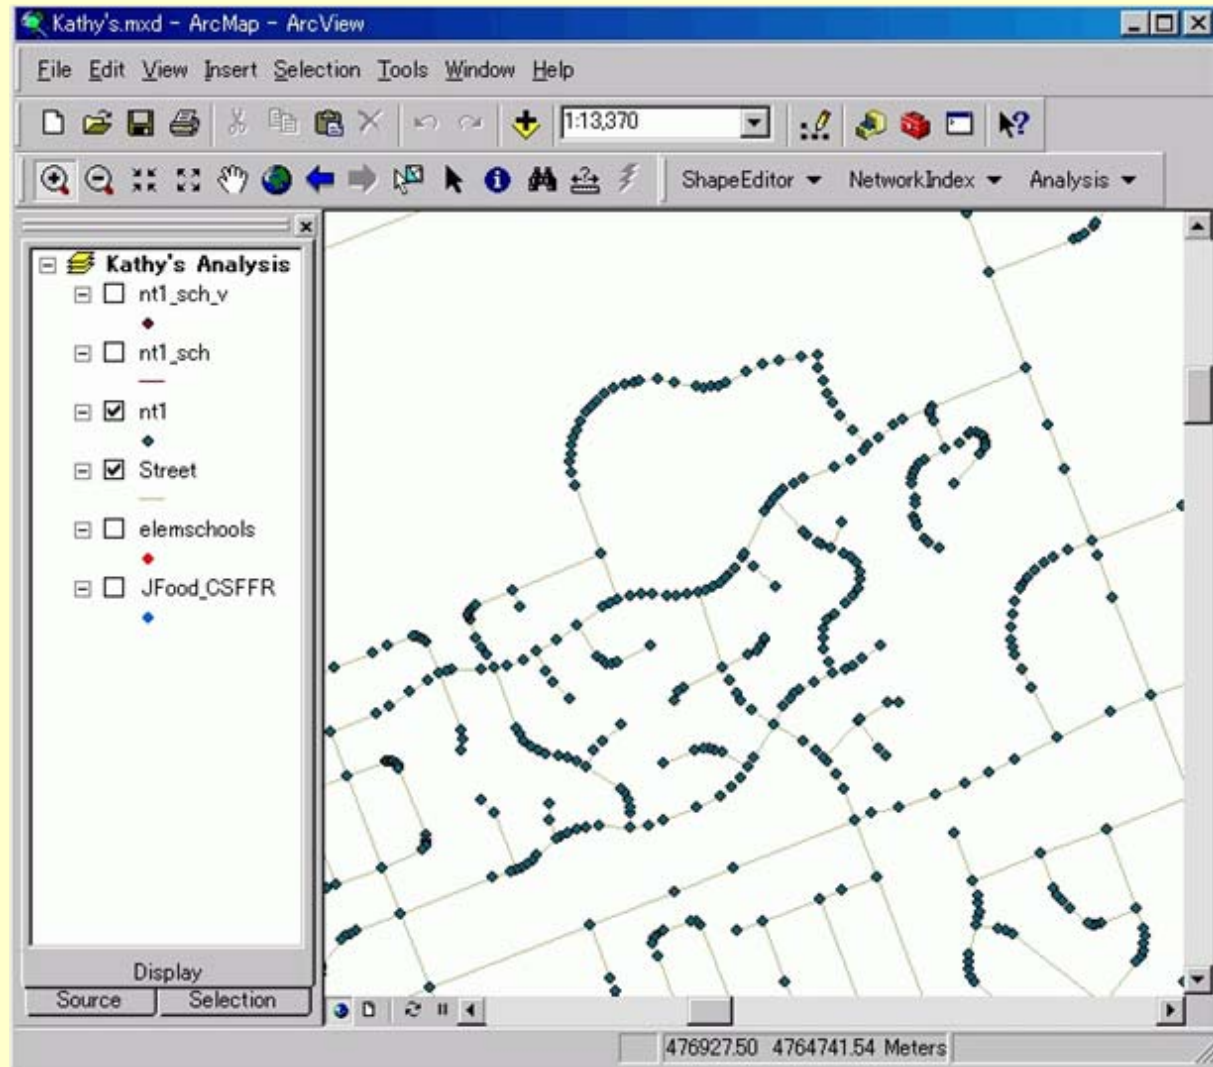 Kathy's.mxd - ArcMap - ArcView
File Edit View Insert Selection Tools Window Help
1:13,370
ShapeEditor NetworkIndex Analysis
Kathy's Analysis
nt1_sch_v
nt1_sch
nt1
Street
elemschools
JFood_CSFFR
Display
Source Selection
476927.50 4764741.54 Meters